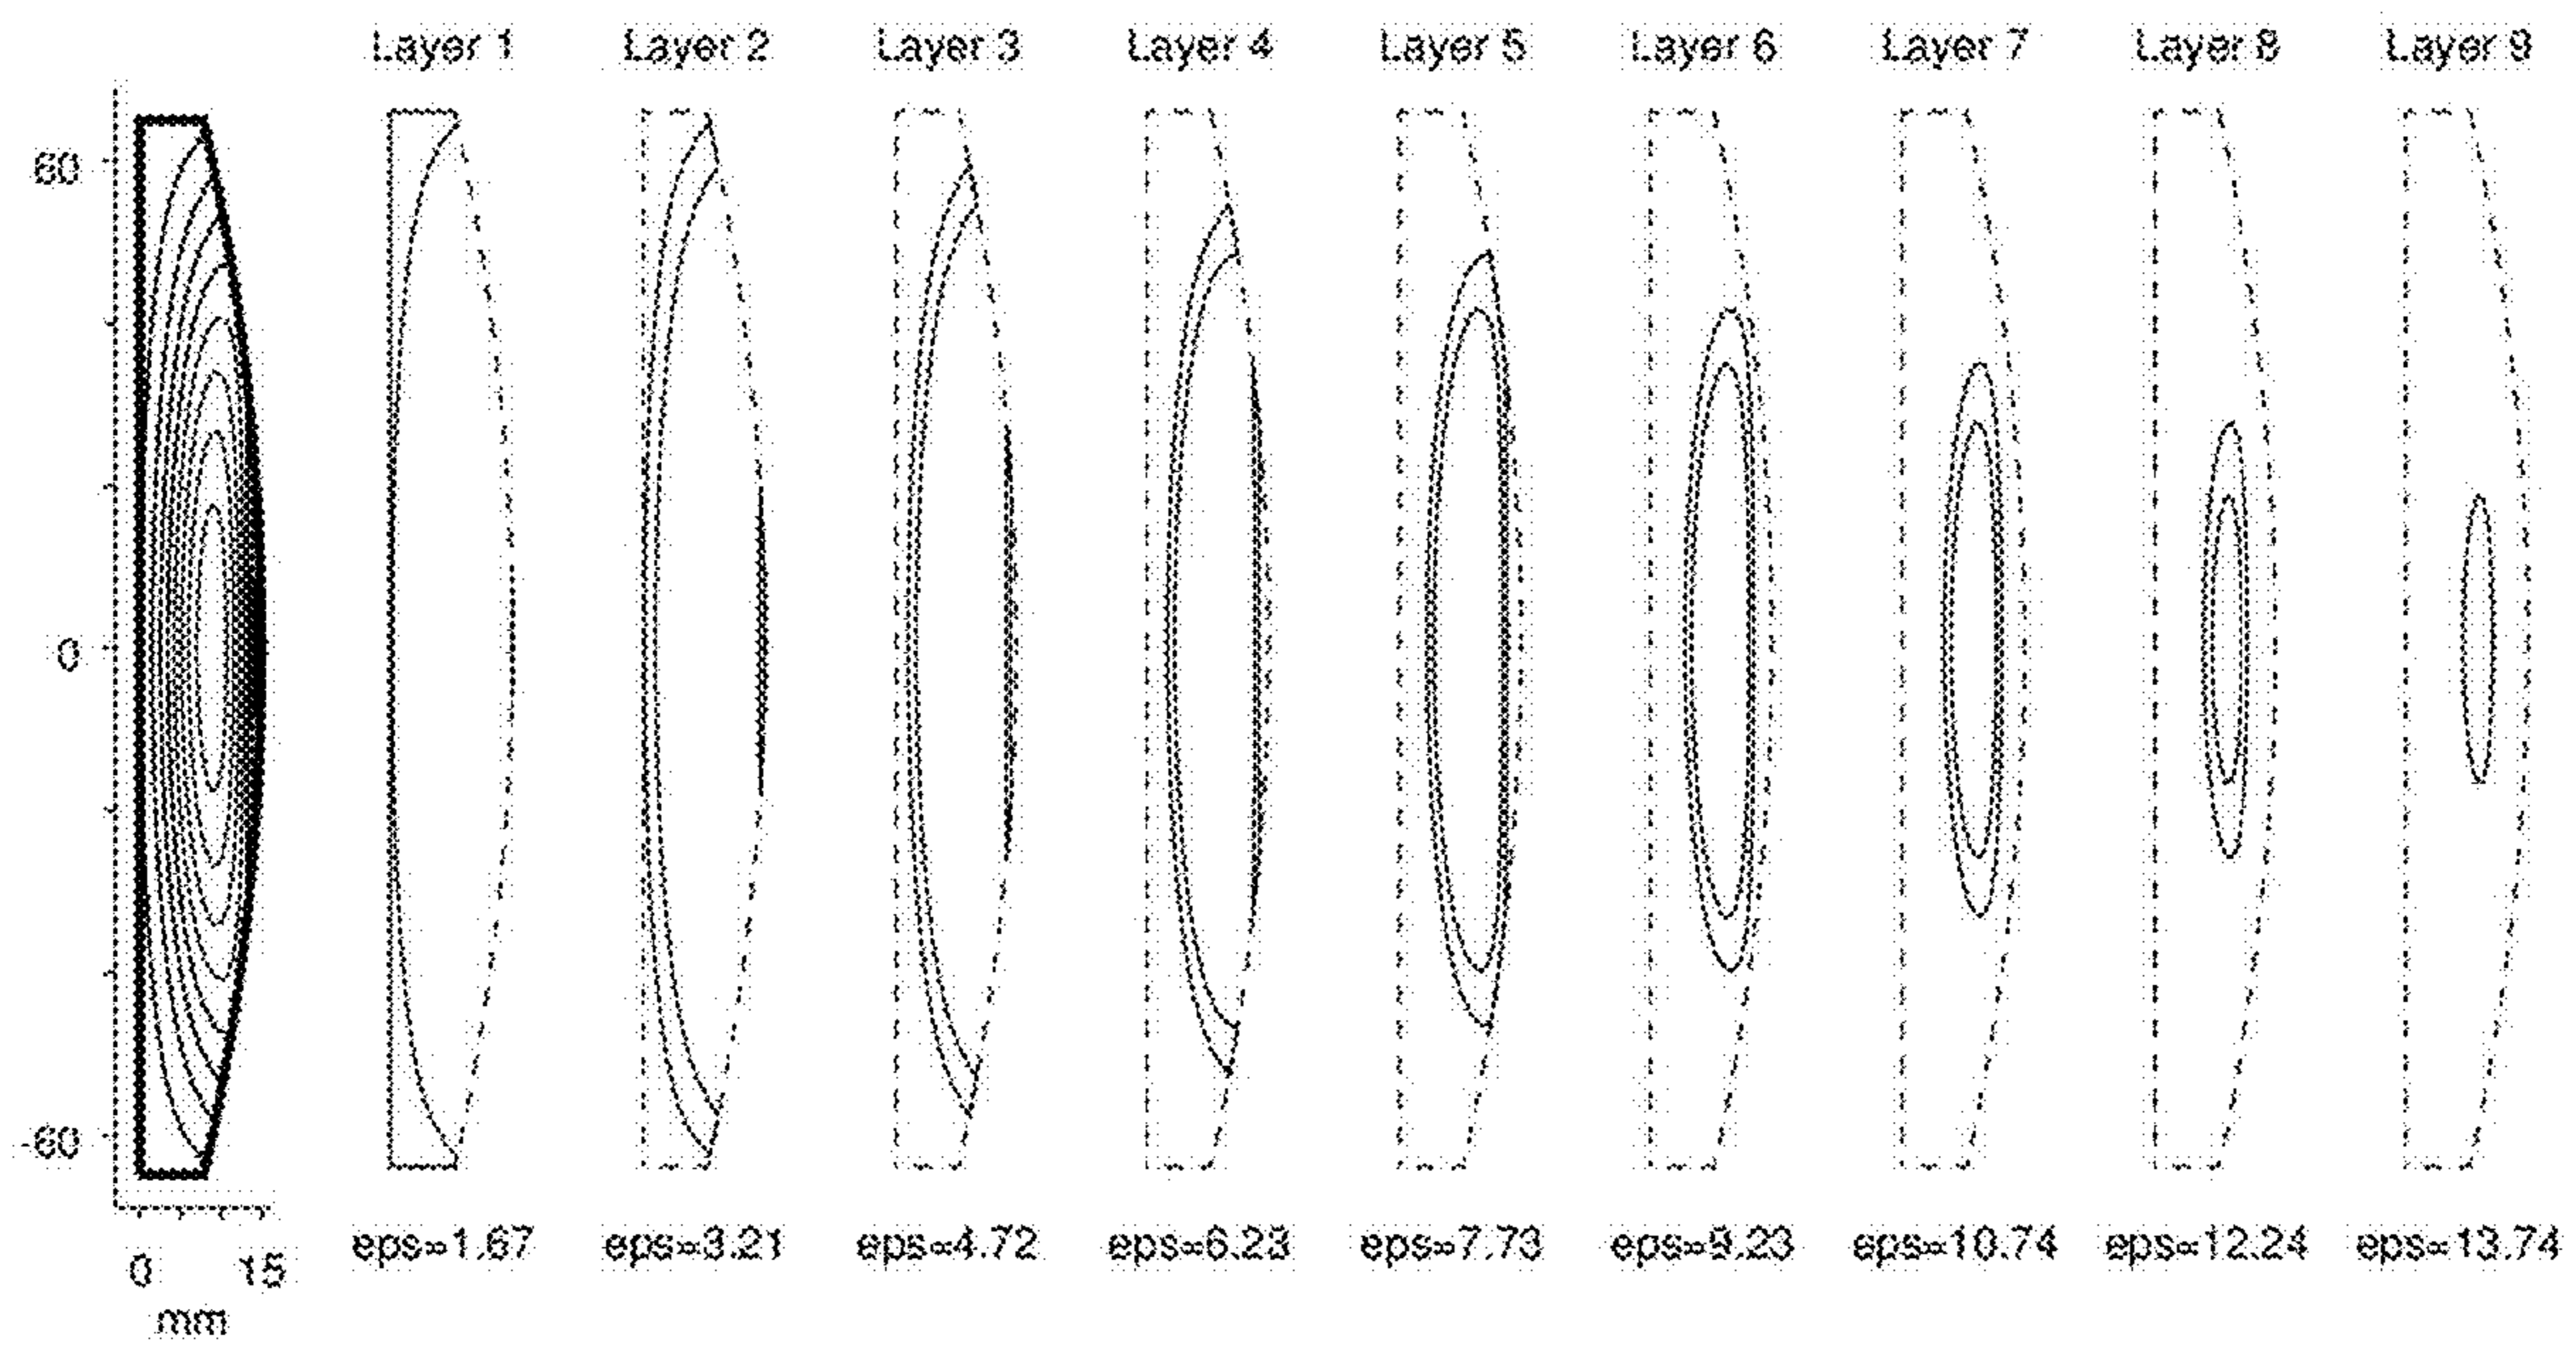 Layer 1 Layer 2 Layer 3 Layer 4 Layer 5 Layer 6 Layer 7 Layer 8 Layer 9
60
0
-60
eps=1.67 eps=3.21 eps=4.72 eps=6.23 eps=7.73 eps=9.23 eps=10.74 eps=12.24 eps=13.74
0 15
mm